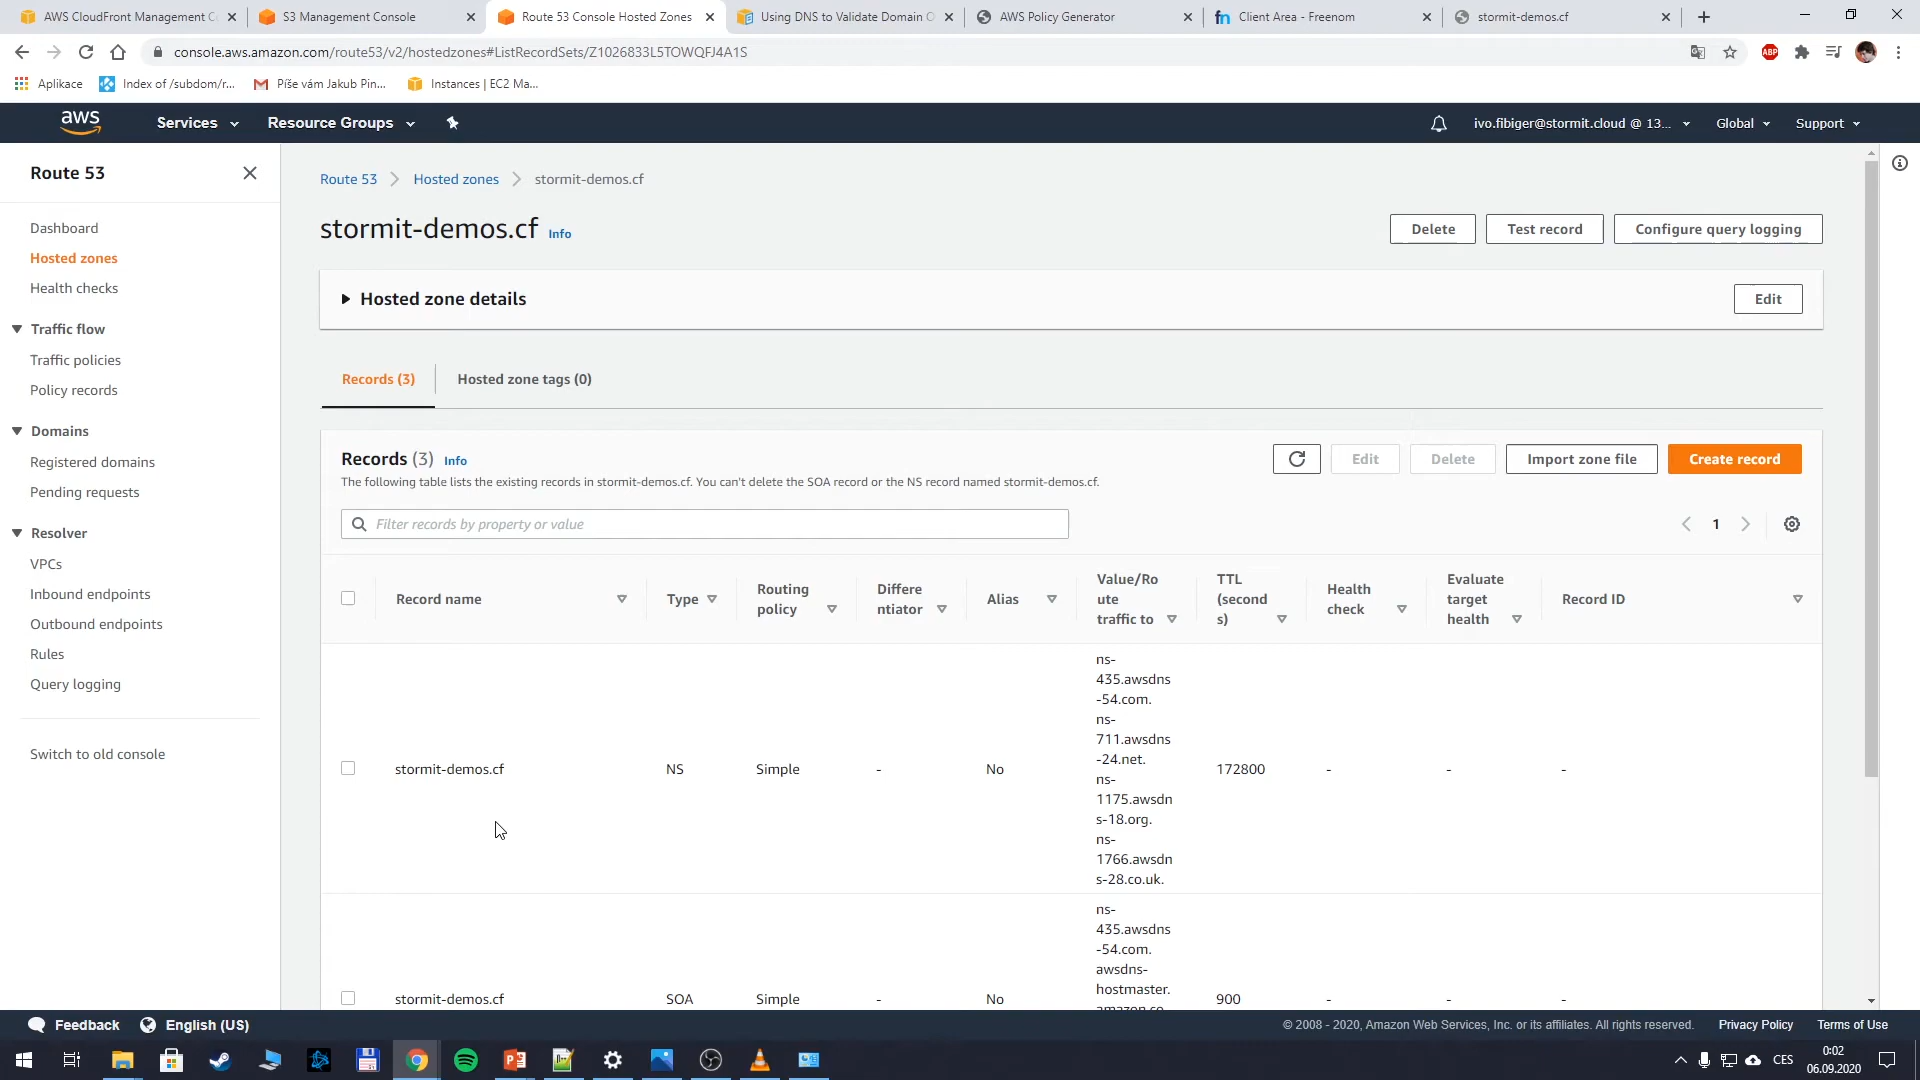 AWS CloudFront Management C
S3 Management Console
Route 53 Console Hosted Zones
Using DNS to Validate Domain O
AWS Policy Generator
fn Client Area - Freenom
stormit-demos.cf
console.aws.amazon.com/route53/v2/hostedzones#ListRecordSets/Z1026833L5TOWQFJ4A1S
ABP
Aplikace
Index of /subdom/r...
Píše vám Jakub Pin...
Instances | EC2 Ma...
aws
Services
Resource Groups
ivo.fibiger@stormit.cloud @ 13...
Global
Support
Route 53
Dashboard
Hosted zones
Health checks
Traffic flow
Traffic policies
Policy records
Domains
Registered domains
Pending requests
Resolver
VPCs
Inbound endpoints
Outbound endpoints
Rules
Query logging
Switch to old console
Route 53
Hosted zones
stormit-demos.cf
stormit-demos.cf Info
Delete
Test record
Configure query logging
Hosted zone details
Edit
Records (3)
Hosted zone tags (0)
Records (3) Info
Edit
Delete
Import zone file
Create record
The following table lists the existing records in stormit-demos.cf. You can't delete the SOA record or the NS record named stormit-demos.cf.
Filter records by property or value
1
Record name
Type
Routing
policy
Differe
ntiator
Alias
Value/Ro
ute
traffic to
TTL
(second
s)
Health
check
Evaluate
target
health
Record ID
stormit-demos.cf
NS
Simple
-
No
ns-
435.awsdns
-54.com.
ns-
711.awsdns
-24.net.
ns-
1175.awsdn
s-18.org.
ns-
1766.awsdn
s-28.co.uk.
172800
-
-
-
stormit-demos.cf
SOA
Simple
-
No
ns-
435.awsdns
-54.com.
awsdns-
hostmaster.
amazon.co
900
-
-
-
Feedback
English (US)
© 2008 - 2020, Amazon Web Services, Inc. or its affiliates. All rights reserved.
Privacy Policy
Terms of Use
CES
0:02
06.09.2020